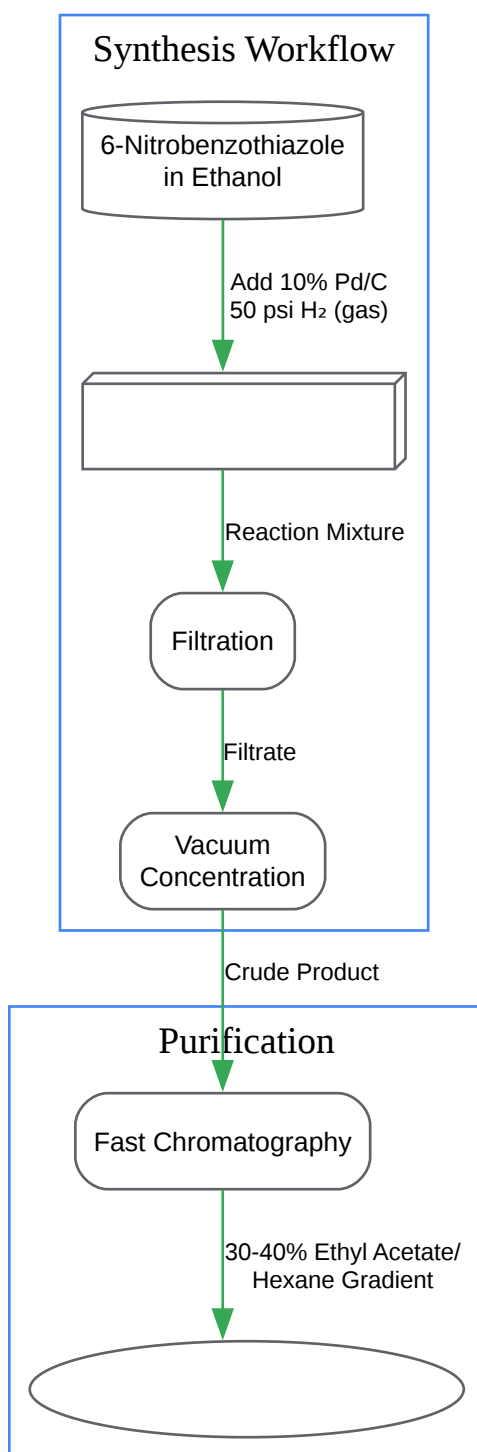 Synthesis Workflow
6-Nitrobenzothiazole
in Ethanol
Add 10% Pd/C
50 psi H₂ (gas)
Reaction Mixture
Filtration
Filtrate
Vacuum
Concentration
Crude Product
Purification
Fast Chromatography
30-40% Ethyl Acetate/
Hexane Gradient